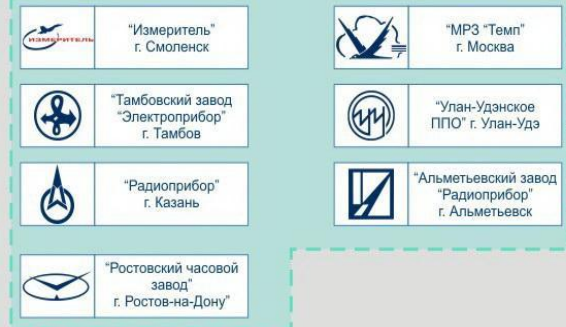 ИЗМЕРИТЕЛЬ
"Измеритель"
г. Смоленск
"МРЗ "Темп"
г. Москва
"Тамбовский завод
"Электроприбор"
г. Тамбов
"Улан-Удэнское
ППО" г. Улан-Удэ
"Радиоприбор"
г. Казань
"Альметьевский завод
"Радиоприбор"
г. Альметьевск
"Ростовский часовой
завод"
г. Ростов-на-Дону"